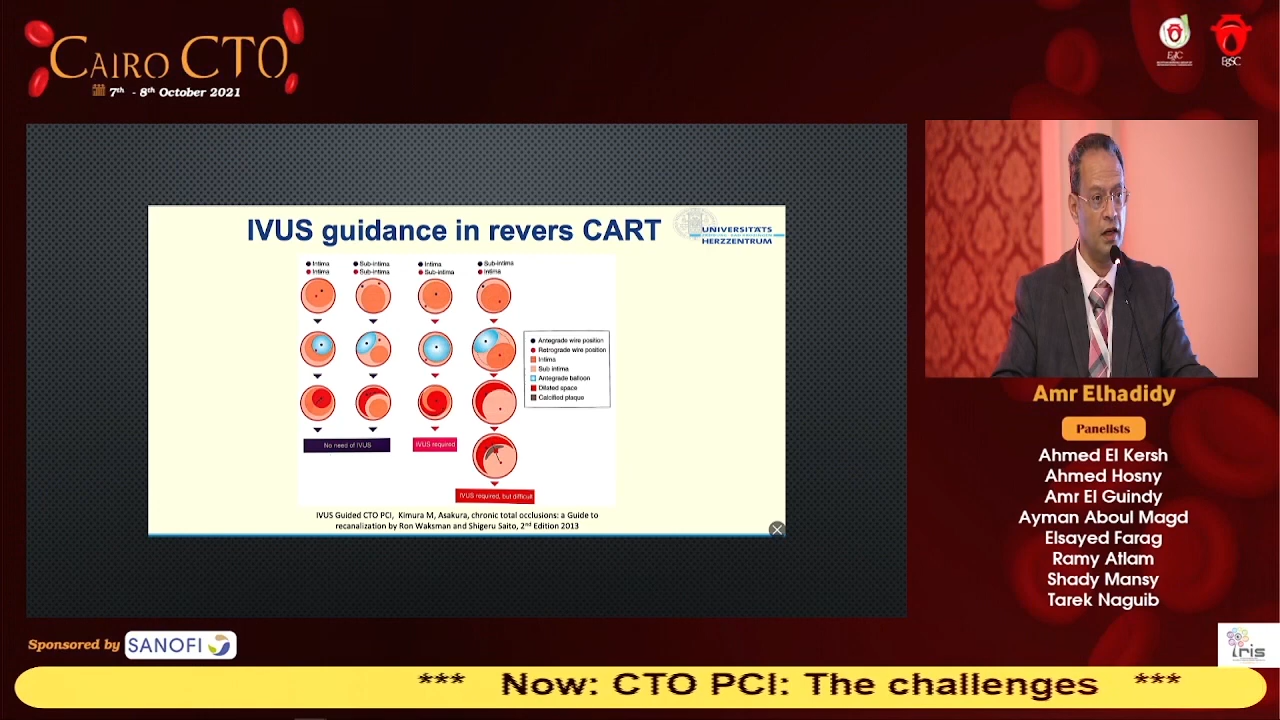 CAIRO CTO
7th - 8th October 2021
EgSC
IVUS guidance in revers CART
UNIVERSITÄTS
HERZZENTRUM
Intima
Intima
Sub-intima
Sub-intima
Intima
Sub-intima
Sub-intima
Intima
Antegrade wire position
Retrograde wire position
Intima
Sub intima
Antegrade balloon
Dilated space
Calcified plaque
No need of IVUS
IVUS required
IVUS required, but difficult
IVUS Guided CTO PCI, Kimura M, Asakura, chronic total occlusions: a Guide to
recanalization by Ron Waksman and Shigeru Saito, 2nd Edition 2013
Amr Elhadidy
Panelists
Ahmed El Kersh
Ahmed Hosny
Amr El Guindy
Ayman Aboul Magd
Elsayed Farag
Ramy Atlam
Shady Mansy
Tarek Naguib
Sponsored by SANOFI
iris
*** Now: CTO PCI: The challenges ***